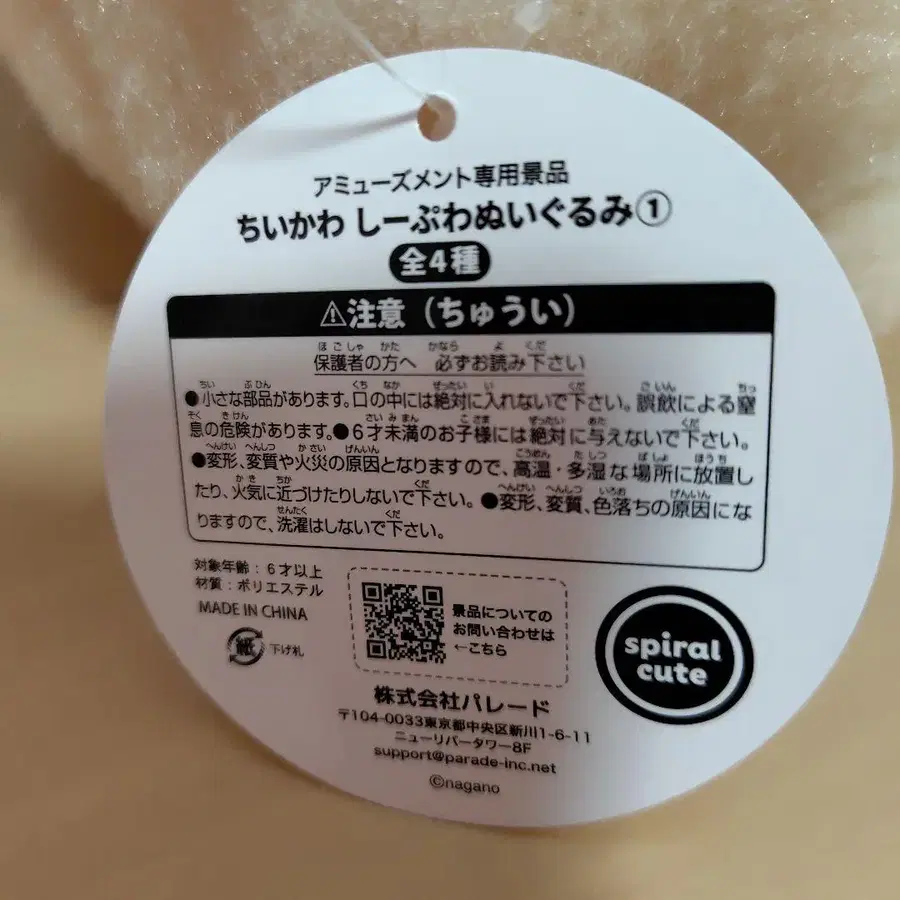 アミューズメント専用景品
ちいかわ しーぷわぬいぐるみ①
全4種
⚠注意（ちゅうい）
保護者の方へ 必ずお読み下さい
●小さな部品があります。口の中には絶対に入れないで下さい。誤飲による窒
息の危険があります。●6才未満のお子様には絶対に与えないで下さい。
●変形、変質や火災の原因となりますので、高温・多湿な場所に放置し
たり、火気に近づけたりしないで下さい。●変形、変質、色落ちの原因にな
りますので、洗濯はしないで下さい。
対象年齢：6才以上
材質：ポリエステル
MADE IN CHINA
紙 下げ札
景品についての
お問い合わせは
←こちら
spiral
cute
株式会社パレード
〒104-0033東京都中央区新川1-6-11
ニューリバータワー8F
support@parade-inc.net
©nagano